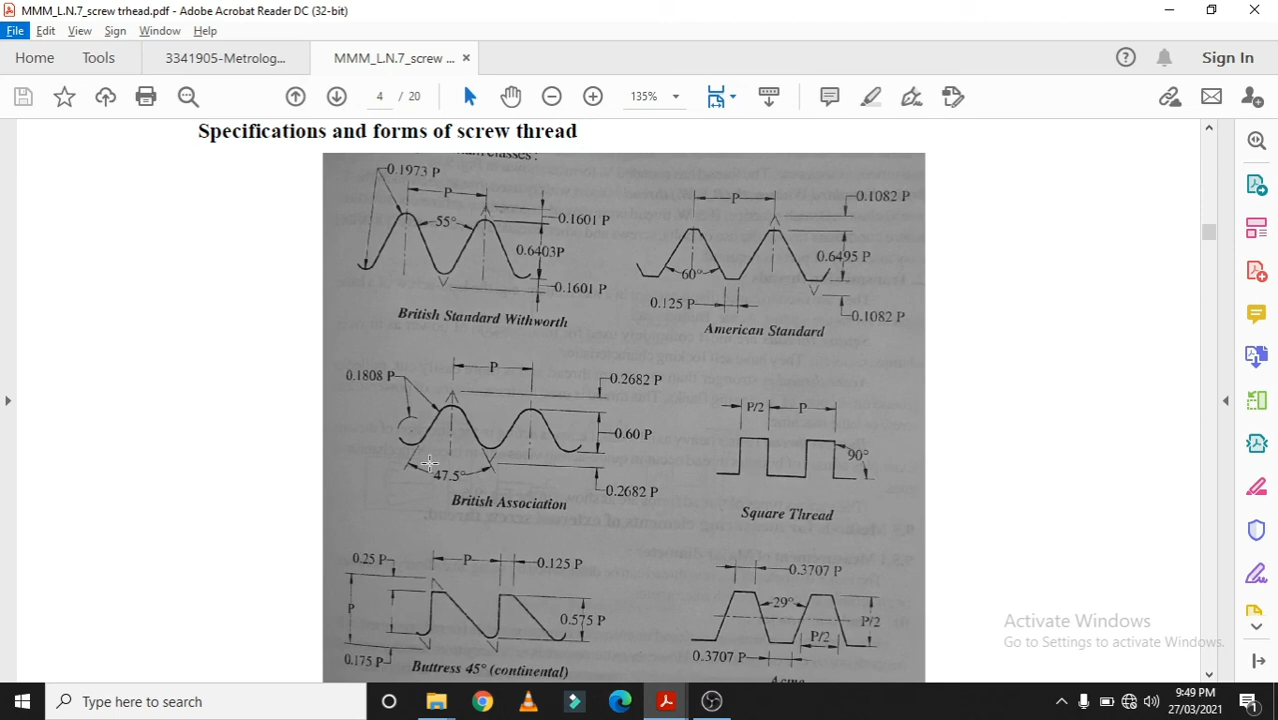 MMM_L.N.7_screw trhead.pdf - Adobe Acrobat Reader DC (32-bit)
File Edit View Sign Window Help
Home Tools 3341905-Metrolog... MMM_L.N.7_screw ... × Sign In
4 / 20 135%
Specifications and forms of screw thread
0.1973 P
P
55°
0.1601 P
0.6403P
0.1601 P
British Standard Withworth
P
0.1082 P
0.6495 P
60°
0.125 P
0.1082 P
American Standard
0.1808 P
P
0.2682 P
0.60 P
47.5°
0.2682 P
British Association
P/2 P
90°
Square Thread
0.25 P
P
0.125 P
P
0.575 P
0.175 P
Buttress 45° (continental)
0.3707 P
29°
P/2
P/2
0.3707 P
Acme
Activate Windows
Go to Settings to activate Windows.
Type here to search
9:49 PM
27/03/2021
1